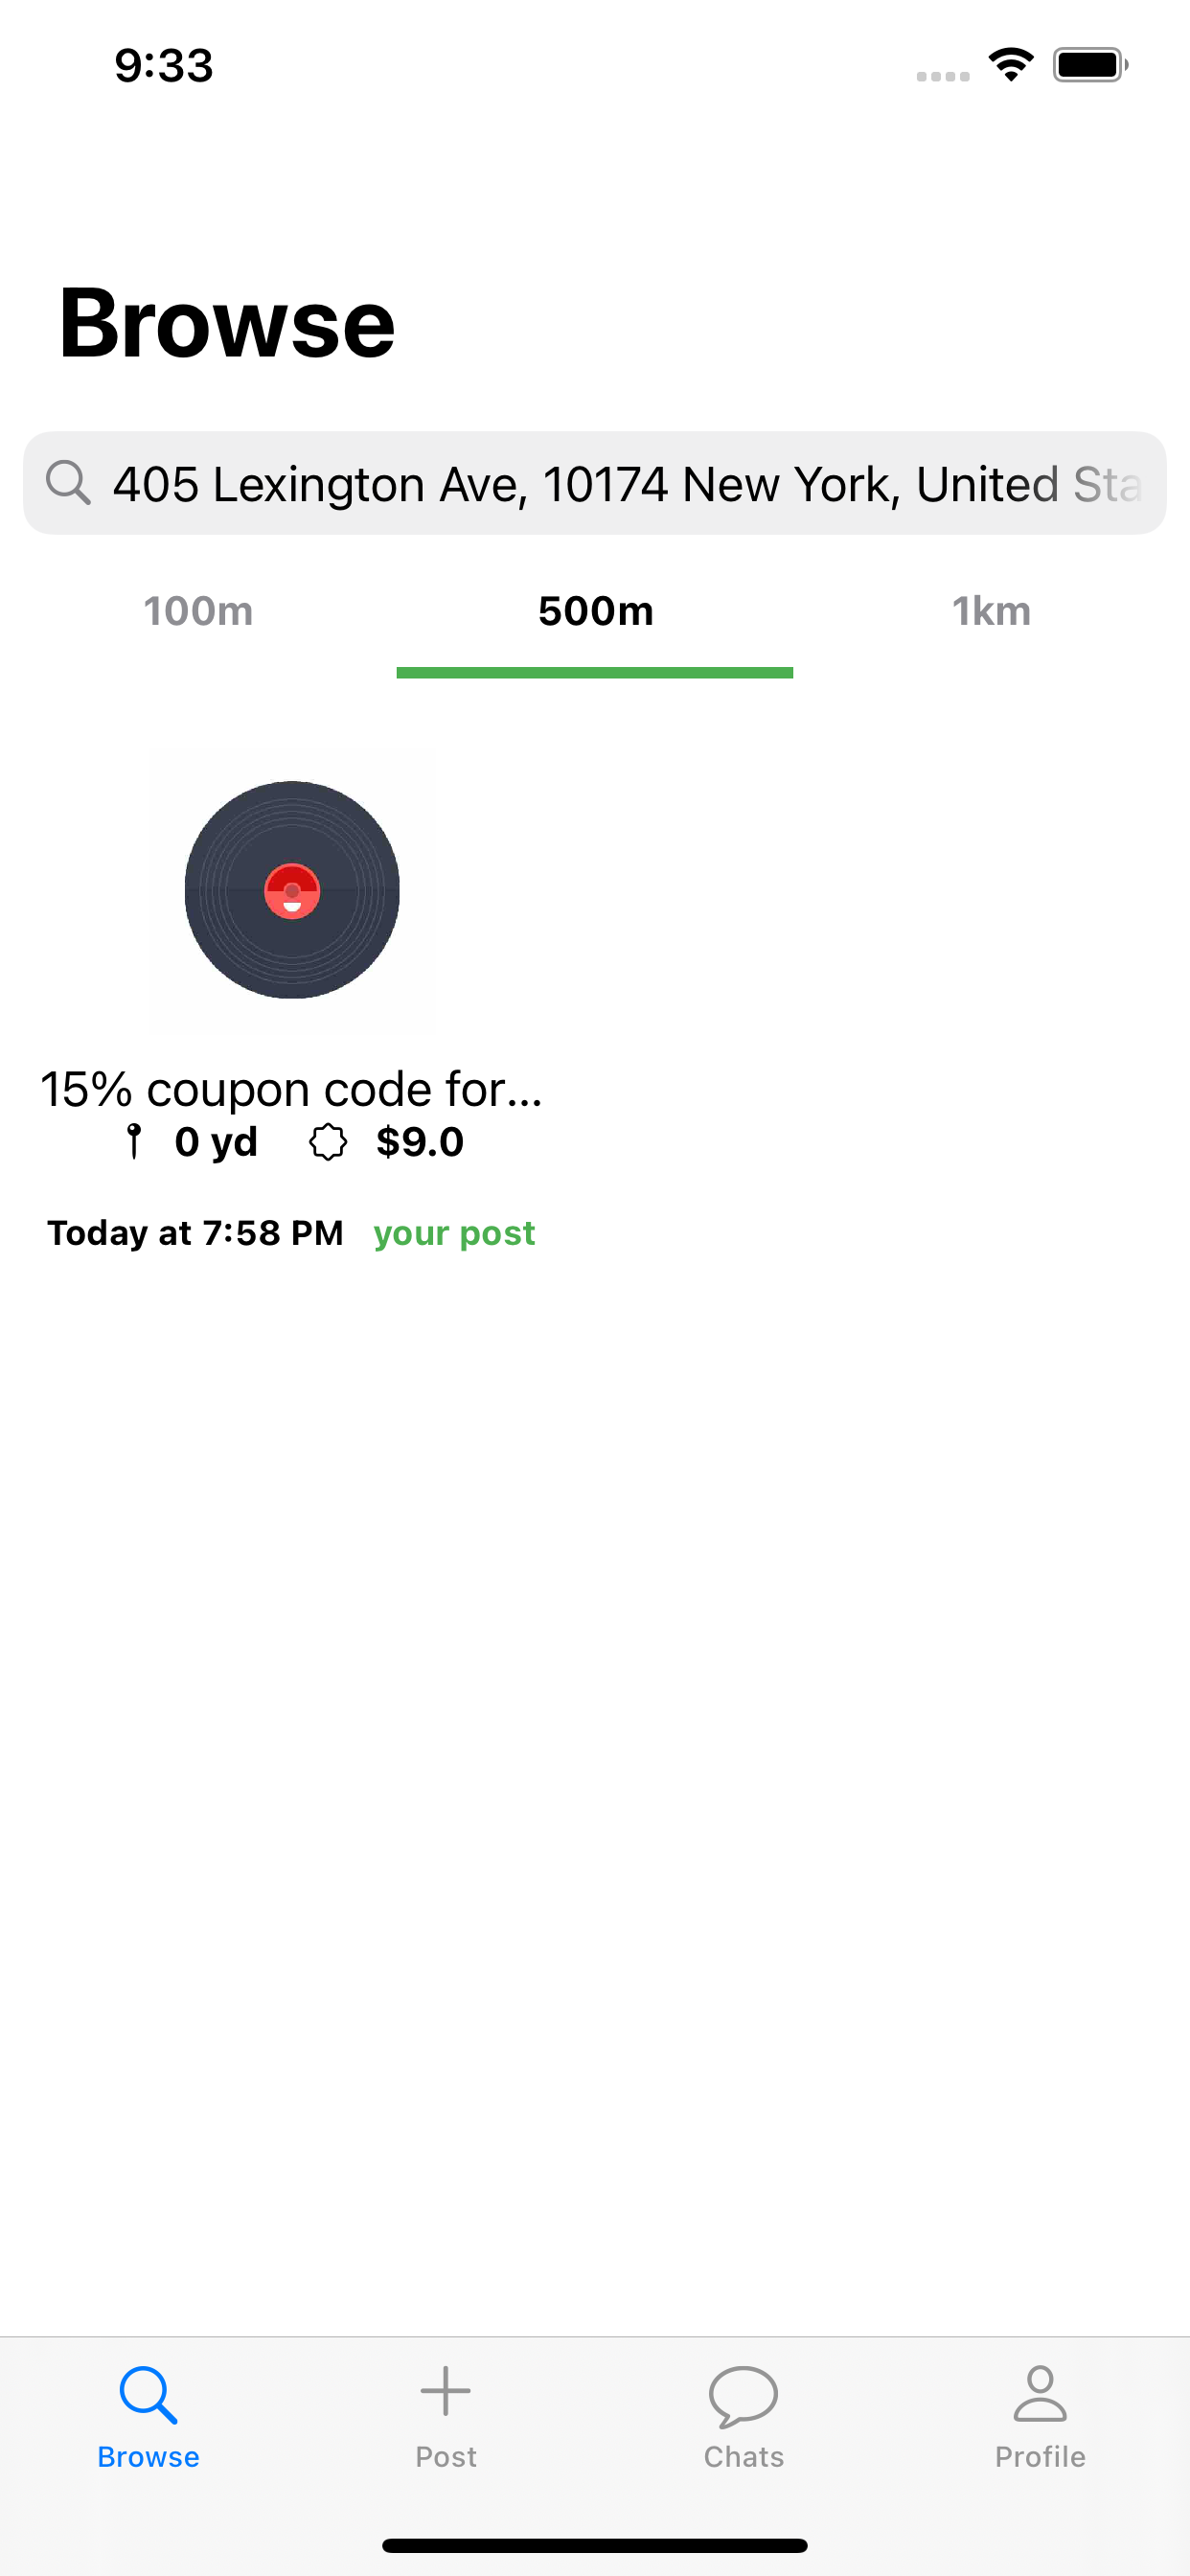 9:33
Browse
405 Lexington Ave, 10174 New York, United Sta
100m 500m 1km
15% coupon code for...
0 yd $9.0
Today at 7:58 PM your post
Browse Post Chats Profile